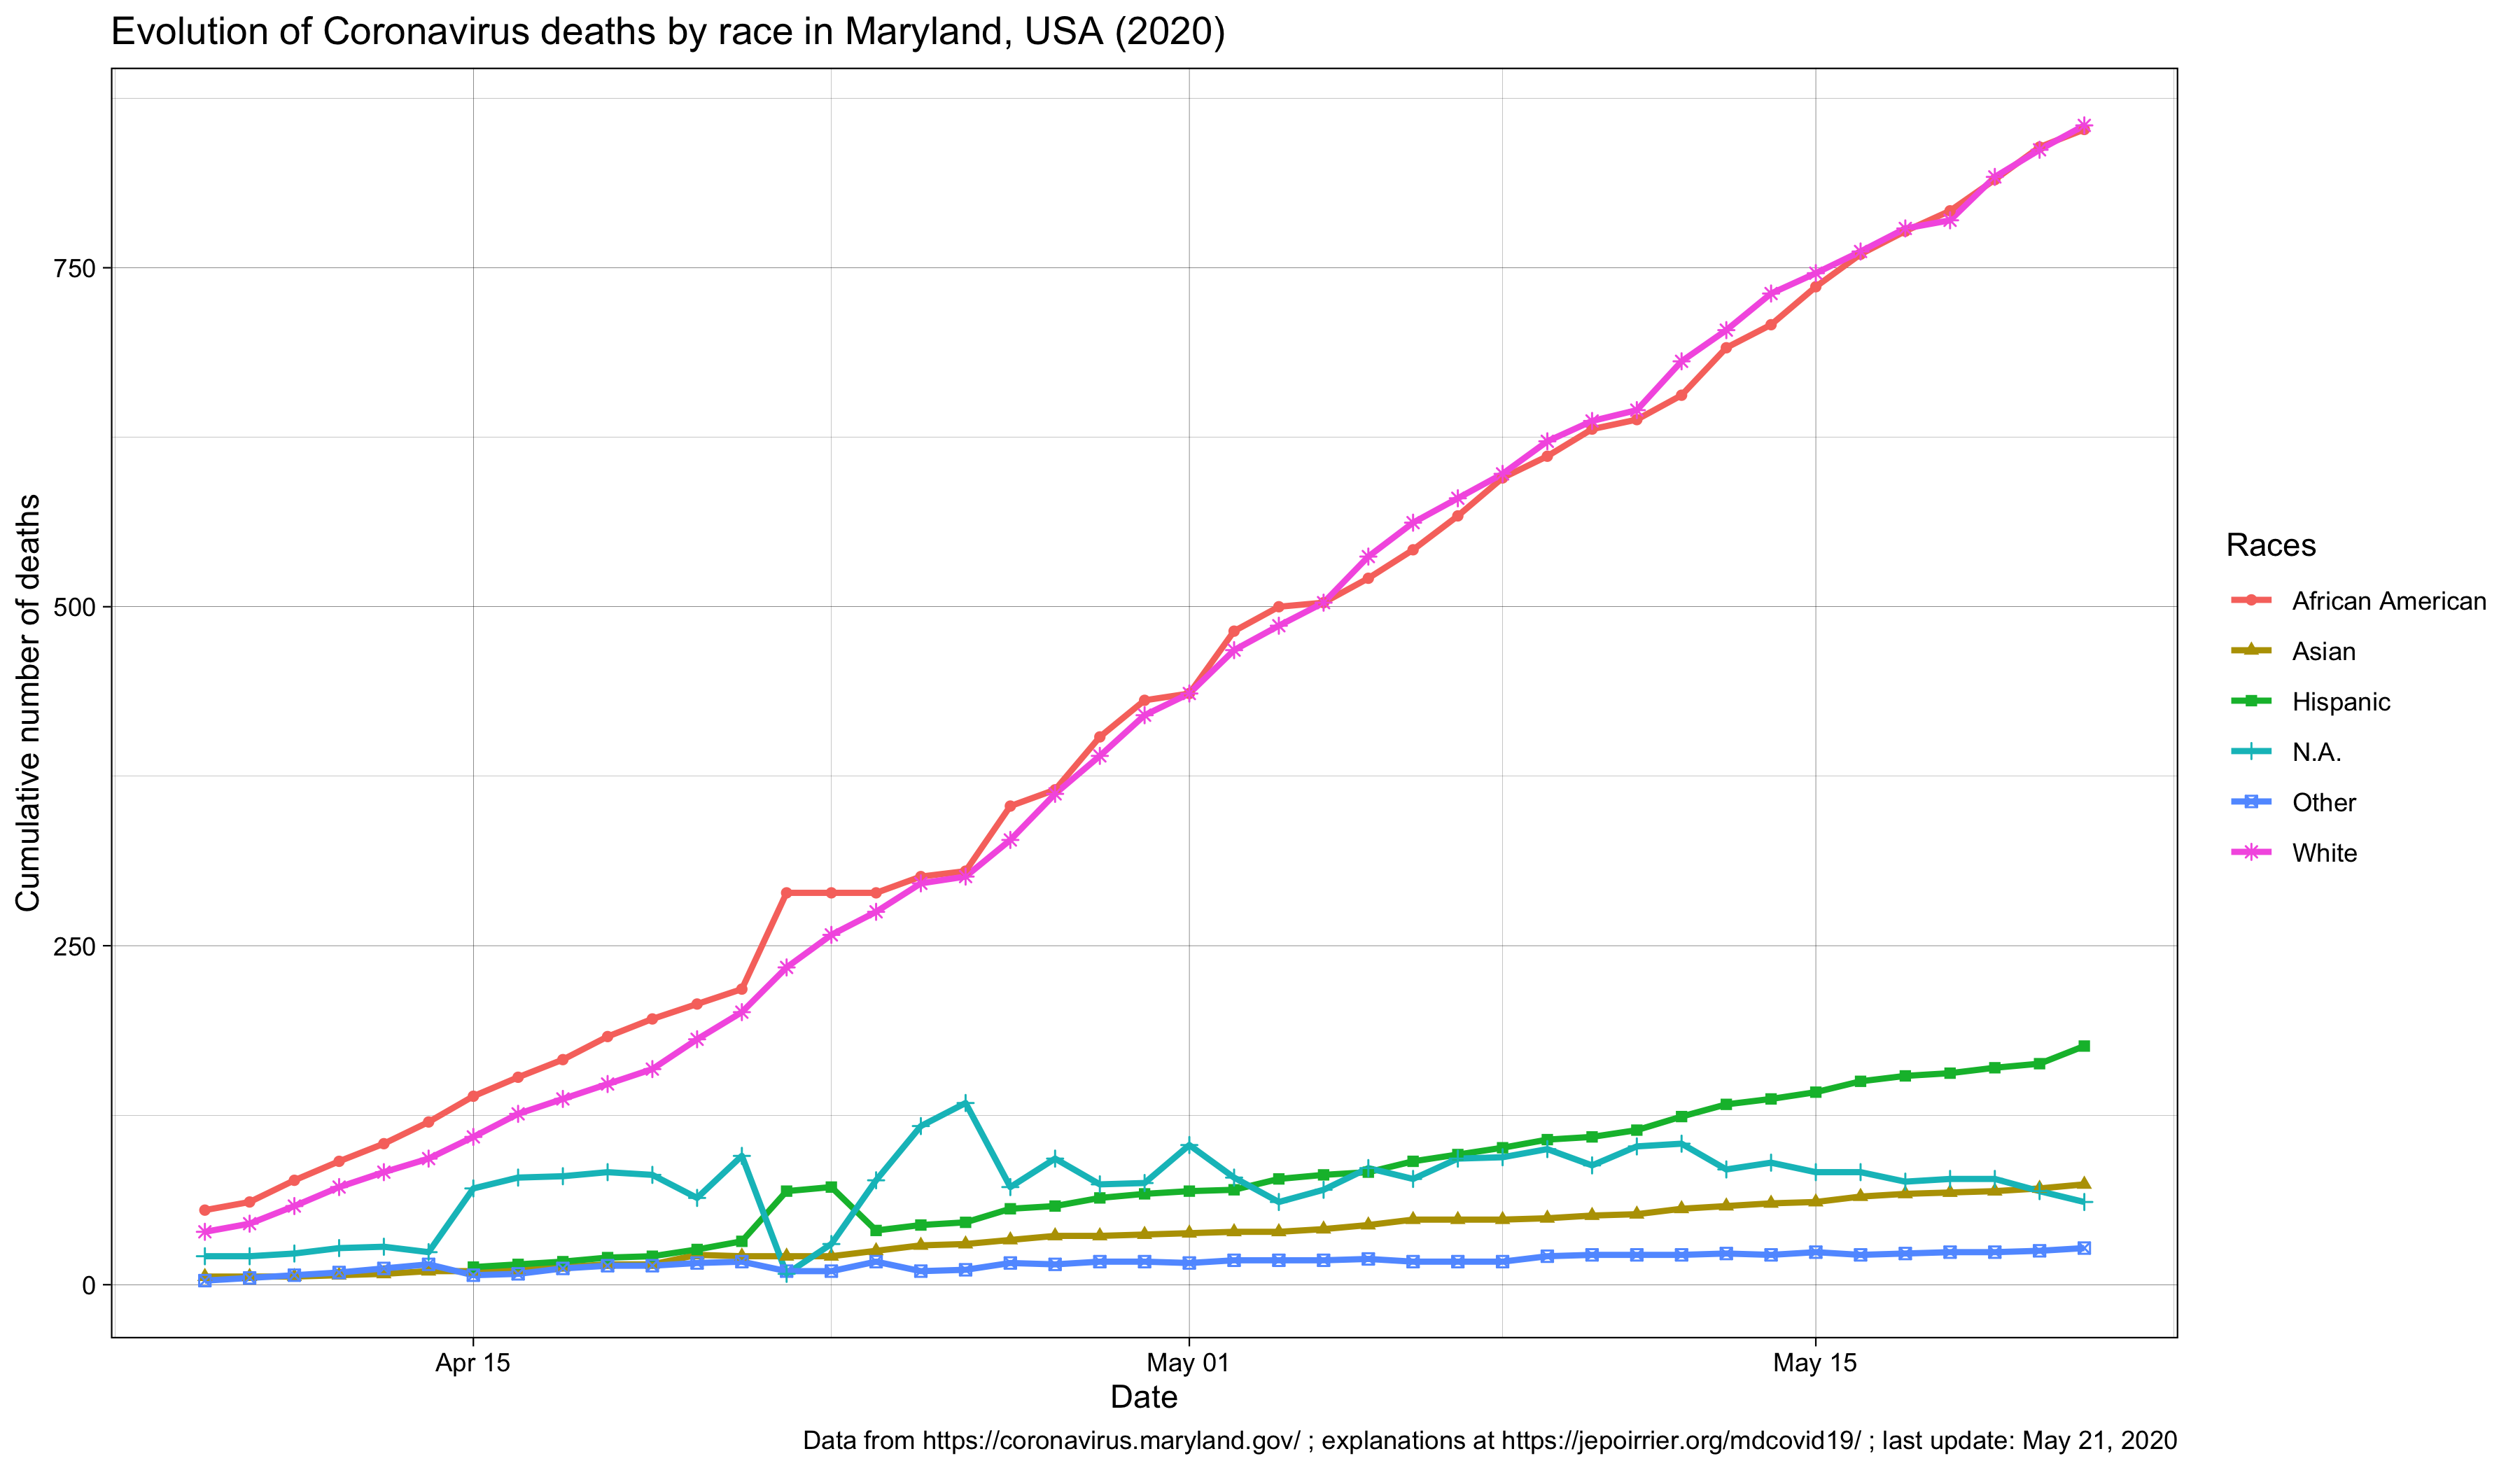 Evolution of Coronavirus deaths by race in Maryland, USA (2020)
Cumulative number of deaths
750
500
250
0
Apr 15
May 01
May 15
Date
Races
African American
Asian
Hispanic
N.A.
Other
White
Data from https://coronavirus.maryland.gov/ ; explanations at https://jepoirrier.org/mdcovid19/ ; last update: May 21, 2020